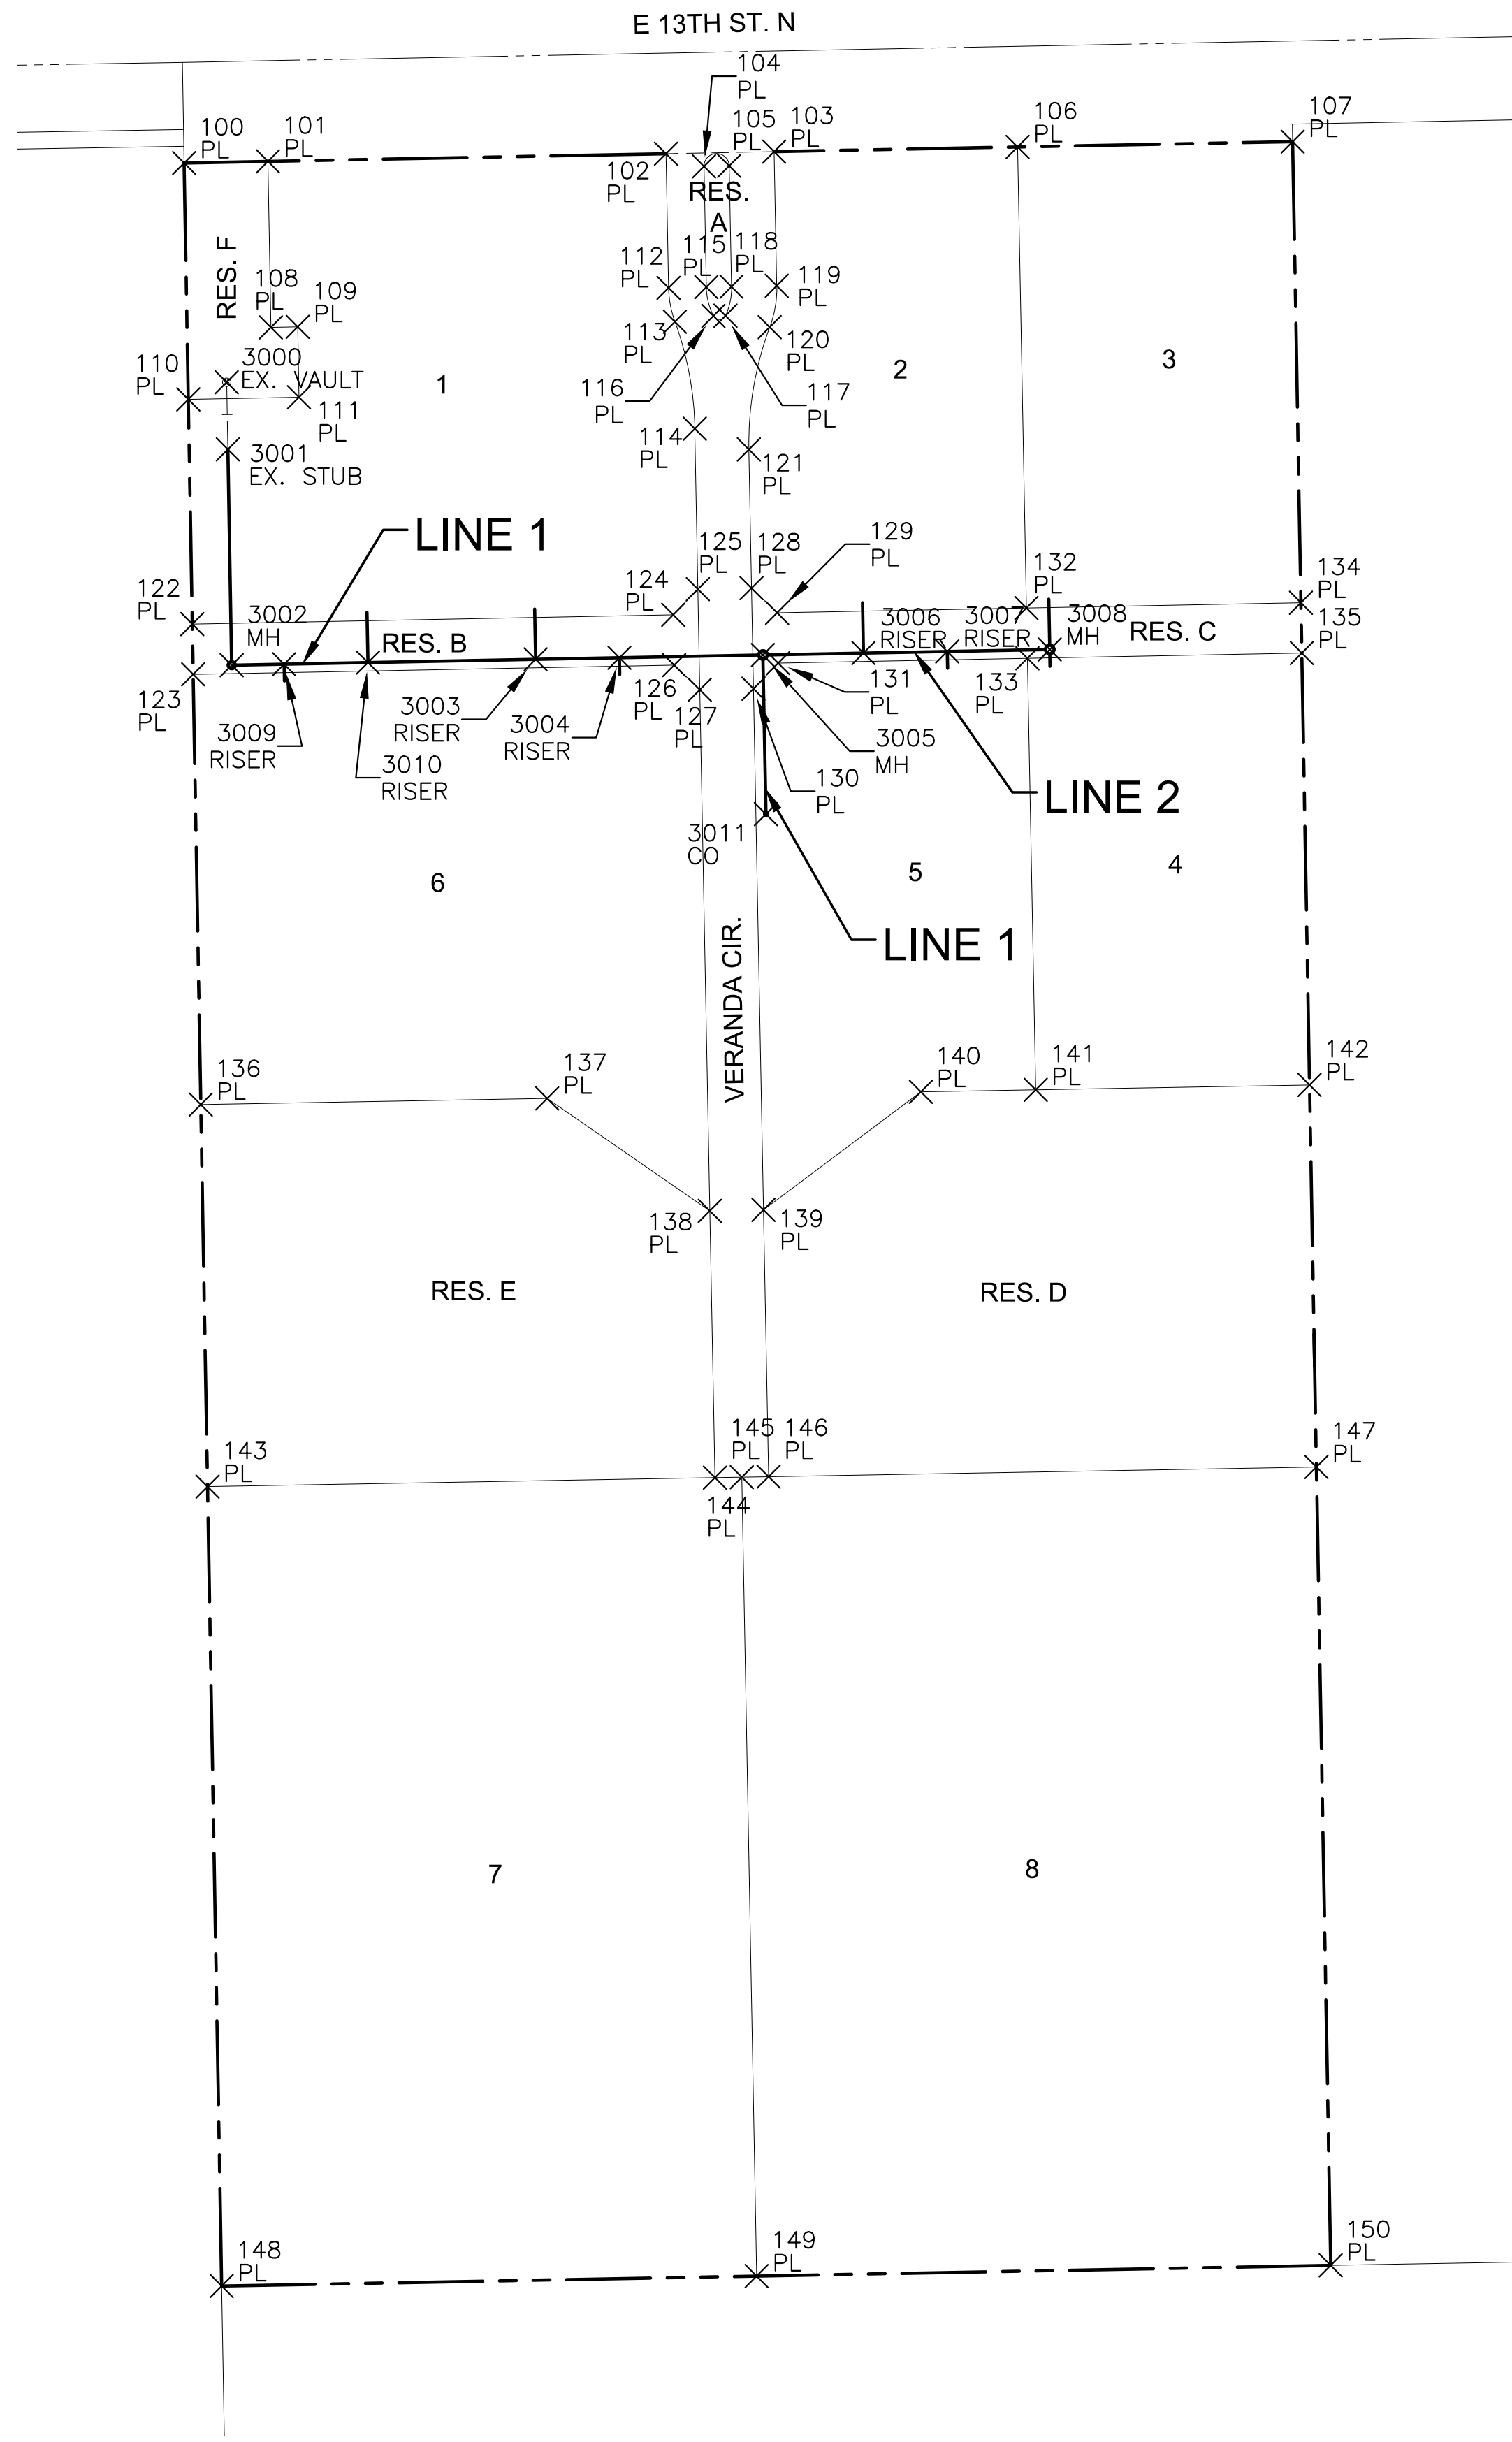 E 13TH ST. N
104
PL
100
PL
101
PL
105
PL
103
PL
106
PL
107
PL
102
PL
RES.
A
RES. F
108
PL
109
PL
112
PL
115
PL
118
PL
119
PL
113
PL
120
PL
110
PL
3000
EX. VAULT
111
PL
1
116
PL
117
PL
2
3
114
PL
121
PL
3001
EX. STUB
LINE 1
125
PL
128
PL
129
PL
122
PL
124
PL
132
PL
134
PL
3002
MH
RES. B
3006
RISER
3007
RISER
3008
MH
RES. C
135
PL
123
PL
3009
RISER
3010
RISER
3003
RISER
3004
RISER
126
PL
127
PL
131
PL
133
PL
3005
MH
130
PL
LINE 2
3011
CO
6
5
4
LINE 1
VERANDA CIR.
136
PL
137
PL
140
PL
141
PL
142
PL
138
PL
139
PL
RES. E
RES. D
143
PL
145
PL
146
PL
147
PL
144
PL
7
8
148
PL
149
PL
150
PL